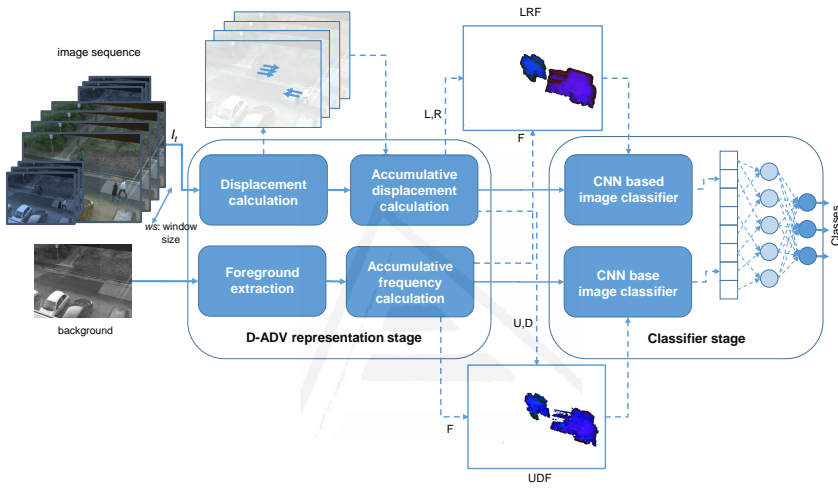 LRF
image sequence
I_t
L,R
F
Displacement
calculation
Accumulative
displacement
calculation
CNN based
image classifier
ws: window
size
Classes
Foreground
extraction
Accumulative
frequency
calculation
CNN base
image classifier
U,D
background
D-ADV representation stage
Classifier stage
F
UDF